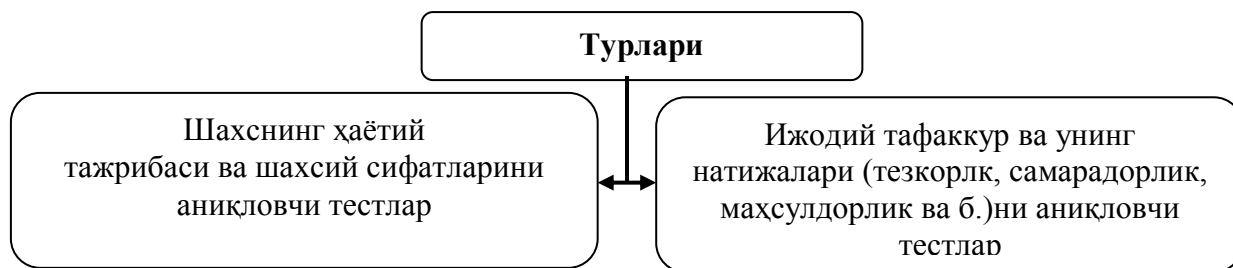 Турлари
Шахснинг ҳаётий
тажрибаси ва шахсий сифатларини
аниқловчи тестлар
Ижодий тафаккур ва унинг
натижалари (тезкорлк, самарадорлик,
маҳсулдорлик ва б.)ни аниқловчи
тестлар